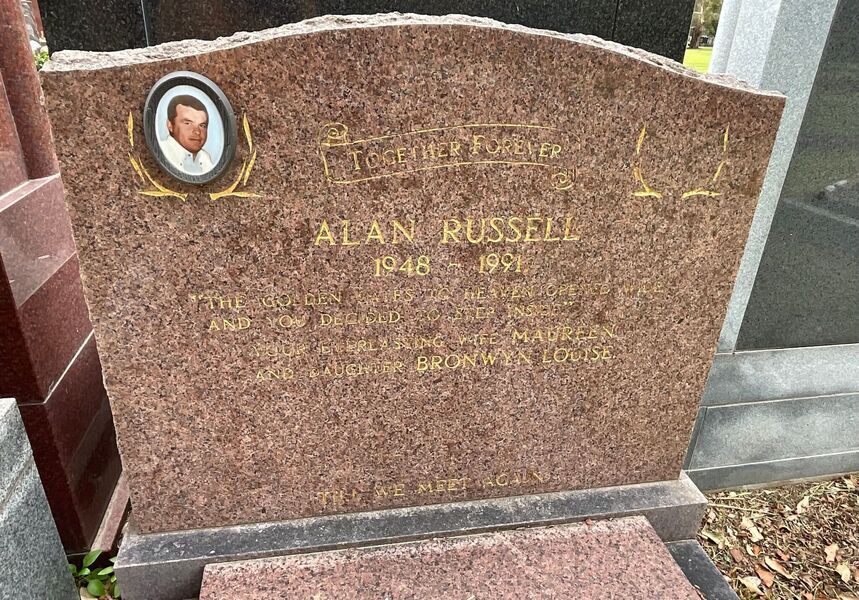 TOGETHER FOREVER
ALAN RUSSELL
1948 - 1991
"THE GOLDEN GATES TO HEAVEN OPENED WIDE
AND YOU DECIDED TO STEP INSIDE"
YOUR EVERLASTING WIFE MAUREEN
AND DAUGHTER BRONWYN LOUISE
TILL WE MEET AGAIN